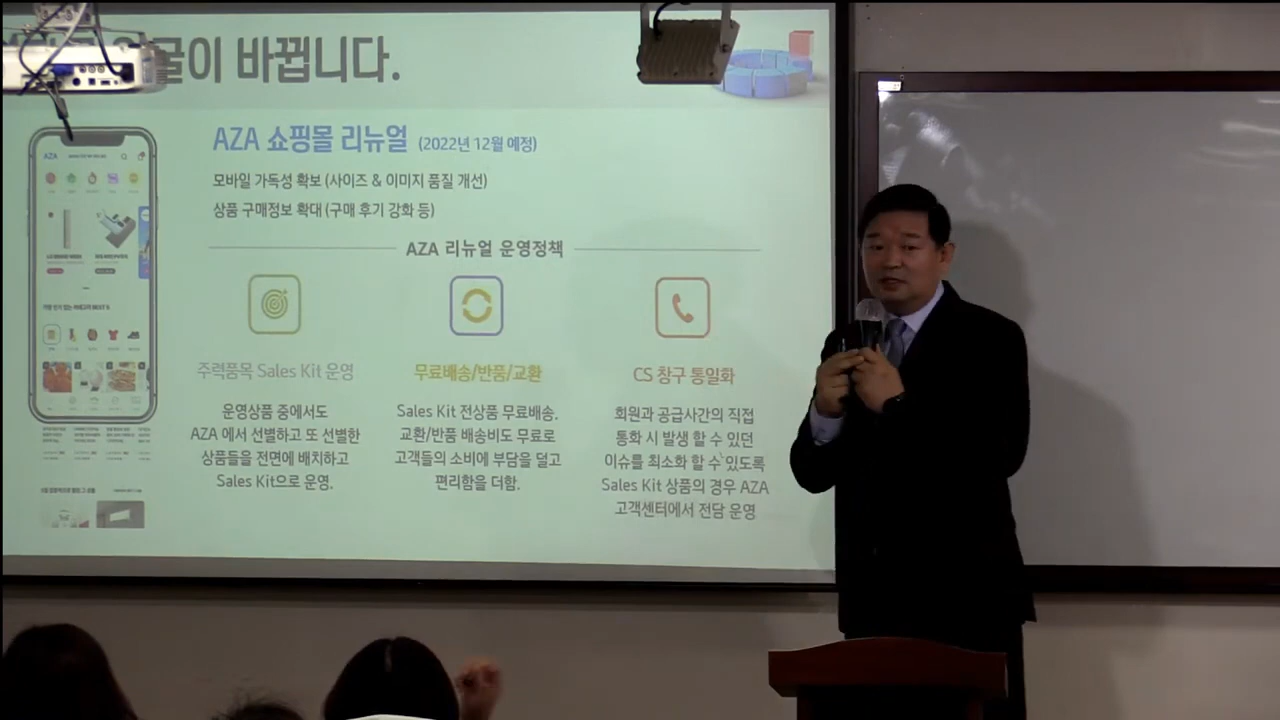 굴이 바뀝니다.
AZA 쇼핑몰 리뉴얼 (2022년 12월 예정)
모바일 가독성 확보 (사이즈 & 이미지 품질 개선)
상품 구매정보 확대 (구매 후기 강화 등)
AZA 리뉴얼 운영정책
주력품목 Sales Kit 운영
운영상품 중에서도
AZA 에서 선별하고 또 선별한
상품들을 전면에 배치하고
Sales Kit으로 운영.
무료배송/반품/교환
Sales Kit 전상품 무료배송.
교환/반품 배송비도 무료로
고객들의 소비에 부담을 덜고
편리함을 더함.
CS 창구 통일화
회원과 공급사간의 직접
통화 시 발생 할 수 있던
이슈를 최소화 할 수 있도록
Sales Kit 상품의 경우 AZA
고객센터에서 전담 운영
AZA